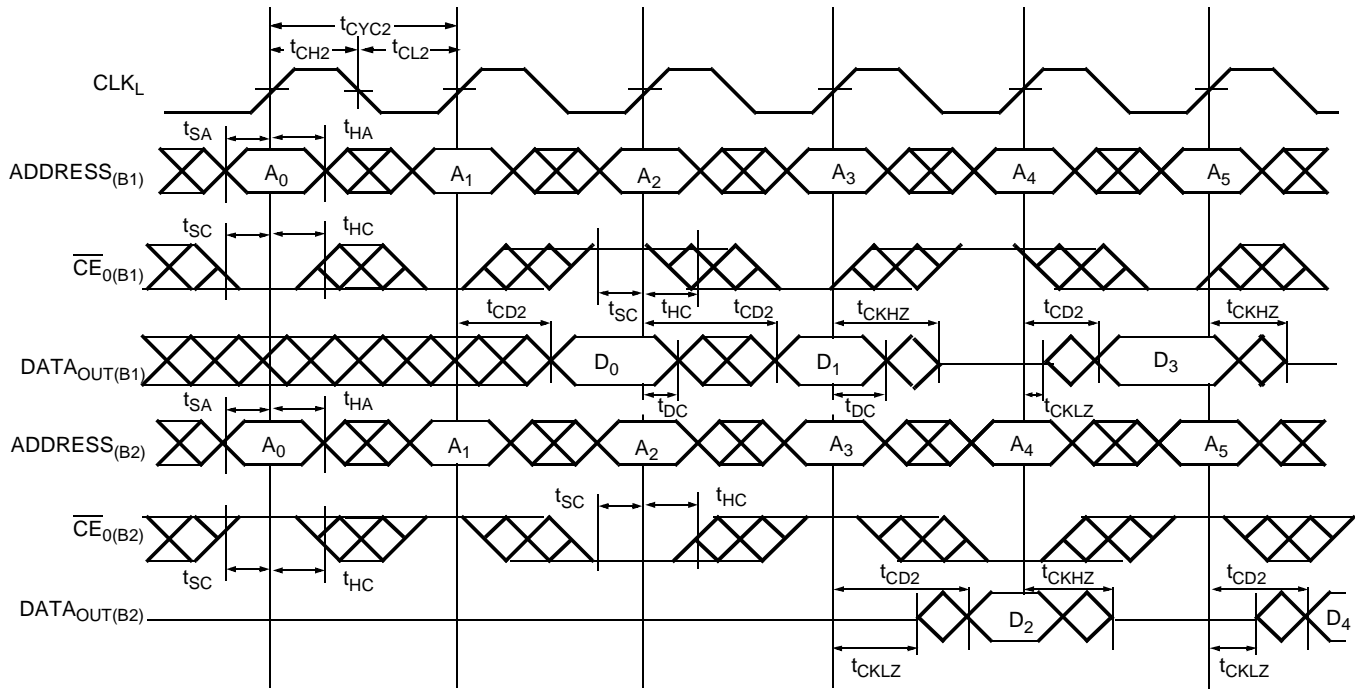 tCYC2
tCH2 tCL2
CLKL
tSA tHA
ADDRESS(B1) A0 A1 A2 A3 A4 A5
tSC tHC
CE0(B1)
tSC tHC
tCD2 tCD2 tCKHZ tCD2 tCKHZ
DATAOUT(B1) D0 D1 D3
tSA tHA tDC tDC tCKLZ
ADDRESS(B2) A0 A1 A2 A3 A4 A5
tSC tHC
CE0(B2)
tSC tHC
tCD2 tCKHZ tCD2
DATAOUT(B2) D2 D4
tCKLZ tCKLZ